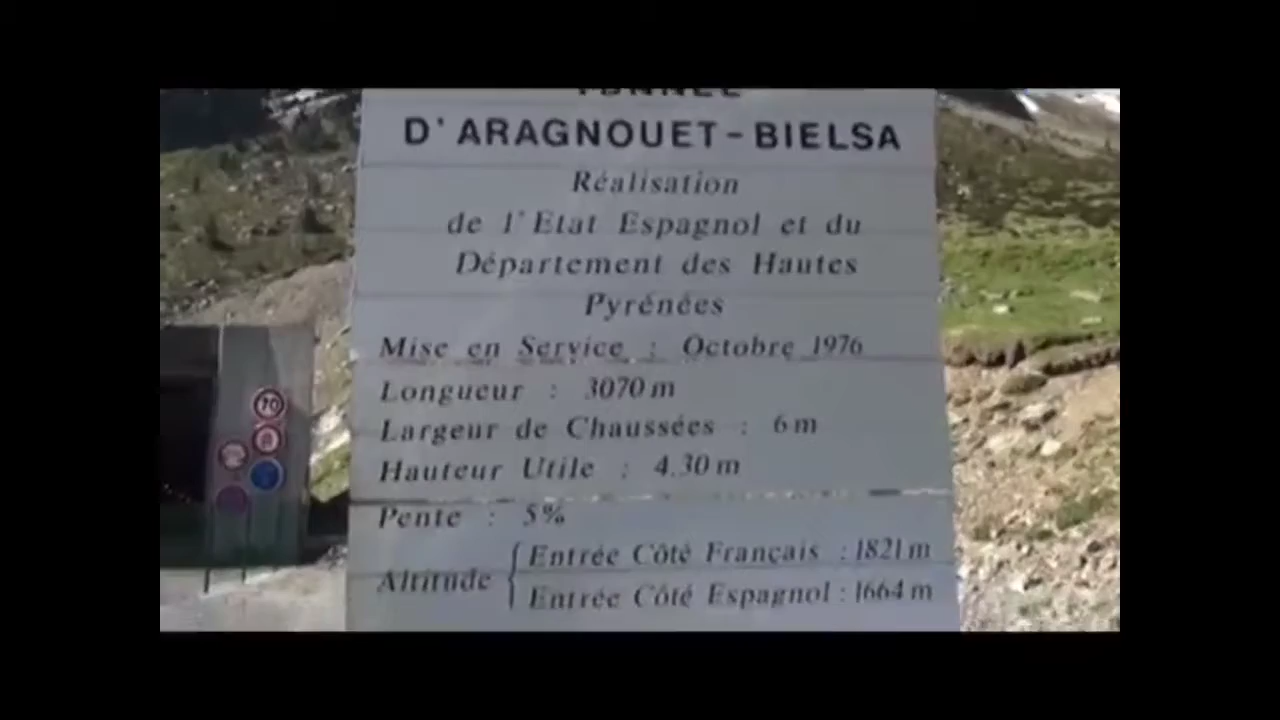 TUNNEL
D' ARAGNOUET - BIELSA
Réalisation
de l'Etat Espagnol et du
Département des Hautes
Pyrénées
Mise en Service : Octobre 1976
Longueur : 3070 m
Largeur de Chaussées : 6 m
Hauteur Utile : 4.30 m
Pente : 5%
Altitude { Entrée Côté Français : 1821 m
Entrée Côté Espagnol : 1664 m
70